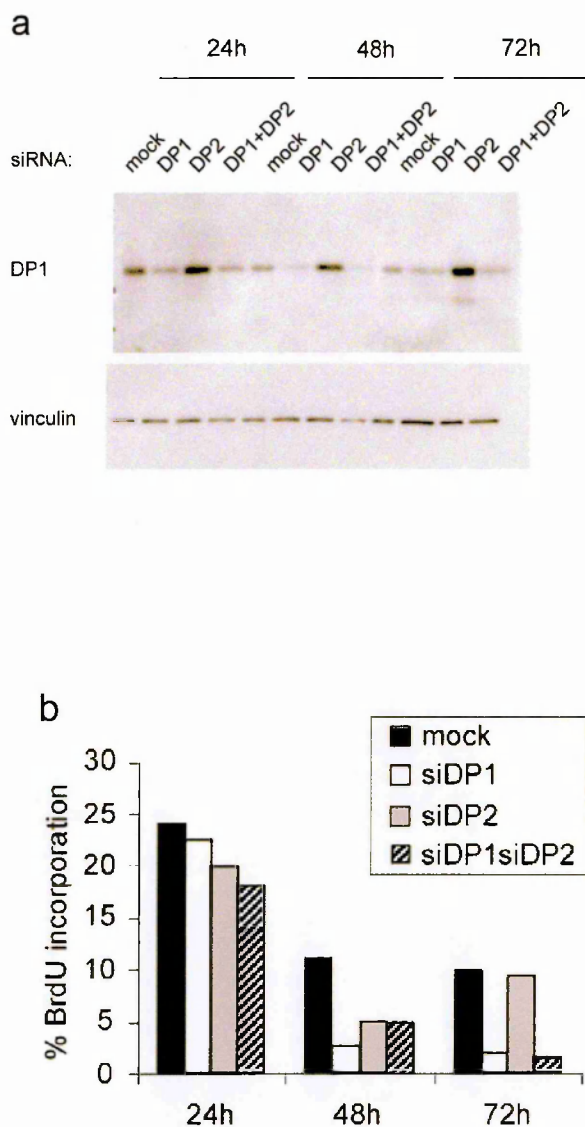 a
24h 48h 72h
siRNA: mock DP1 DP2 DP1+DP2 mock DP1 DP2 DP1+DP2 mock DP1 DP2 DP1+DP2
DP1
vinculin
b
mock
siDP1
siDP2
siDP1siDP2
% BrdU incorporation
30
25
20
15
10
5
0
24h 48h 72h